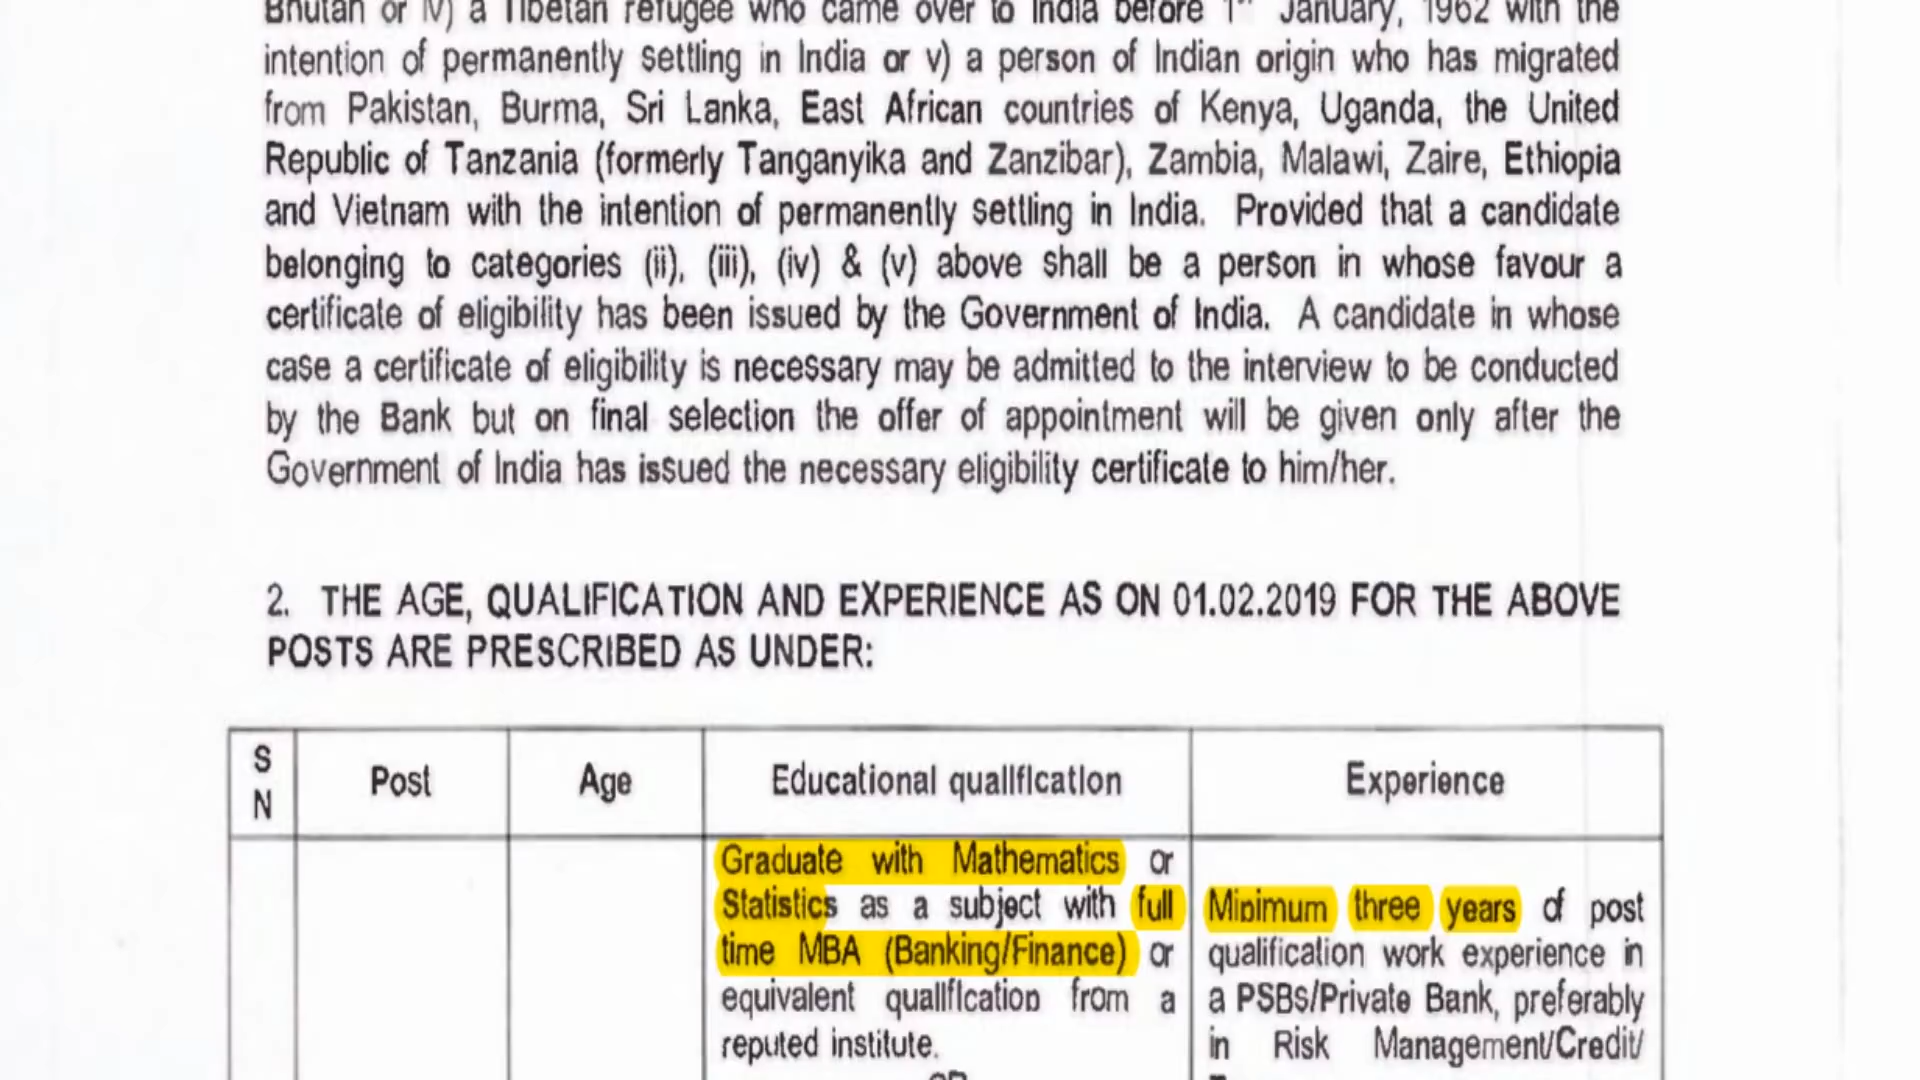 Bhutan or iv) a Tibetan refugee who came over to India before 1st January, 1962 with the
intention of permanently settling in India or v) a person of Indian origin who has migrated
from Pakistan, Burma, Sri Lanka, East African countries of Kenya, Uganda, the United
Republic of Tanzania (formerly Tanganyika and Zanzibar), Zambia, Malawi, Zaire, Ethiopia
and Vietnam with the intention of permanently settling in India. Provided that a candidate
belonging to categories (ii), (iii), (iv) & (v) above shall be a person in whose favour a
certificate of eligibility has been issued by the Government of India. A candidate in whose
case a certificate of eligibility is necessary may be admitted to the interview to be conducted
by the Bank but on final selection the offer of appointment will be given only after the
Government of India has issued the necessary eligibility certificate to him/her.
2. THE AGE, QUALIFICATION AND EXPERIENCE AS ON 01.02.2019 FOR THE ABOVE
POSTS ARE PRESCRIBED AS UNDER:
S
N
Post
Age
Educational qualification
Experience
Graduate with Mathematics or
Statistics as a subject with full
time MBA (Banking/Finance) or
equivalent qualification from a
reputed institute.
OR
Minimum three years of post
qualification work experience in
a PSBs/Private Bank, preferably
in Risk Management/Credit/